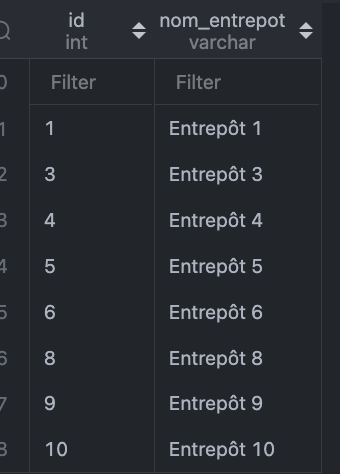 id nom_entrepot
int varchar
Filter Filter
1 1 Entrepôt 1
2 3 Entrepôt 3
3 4 Entrepôt 4
4 5 Entrepôt 5
5 6 Entrepôt 6
6 8 Entrepôt 8
7 9 Entrepôt 9
8 10 Entrepôt 10